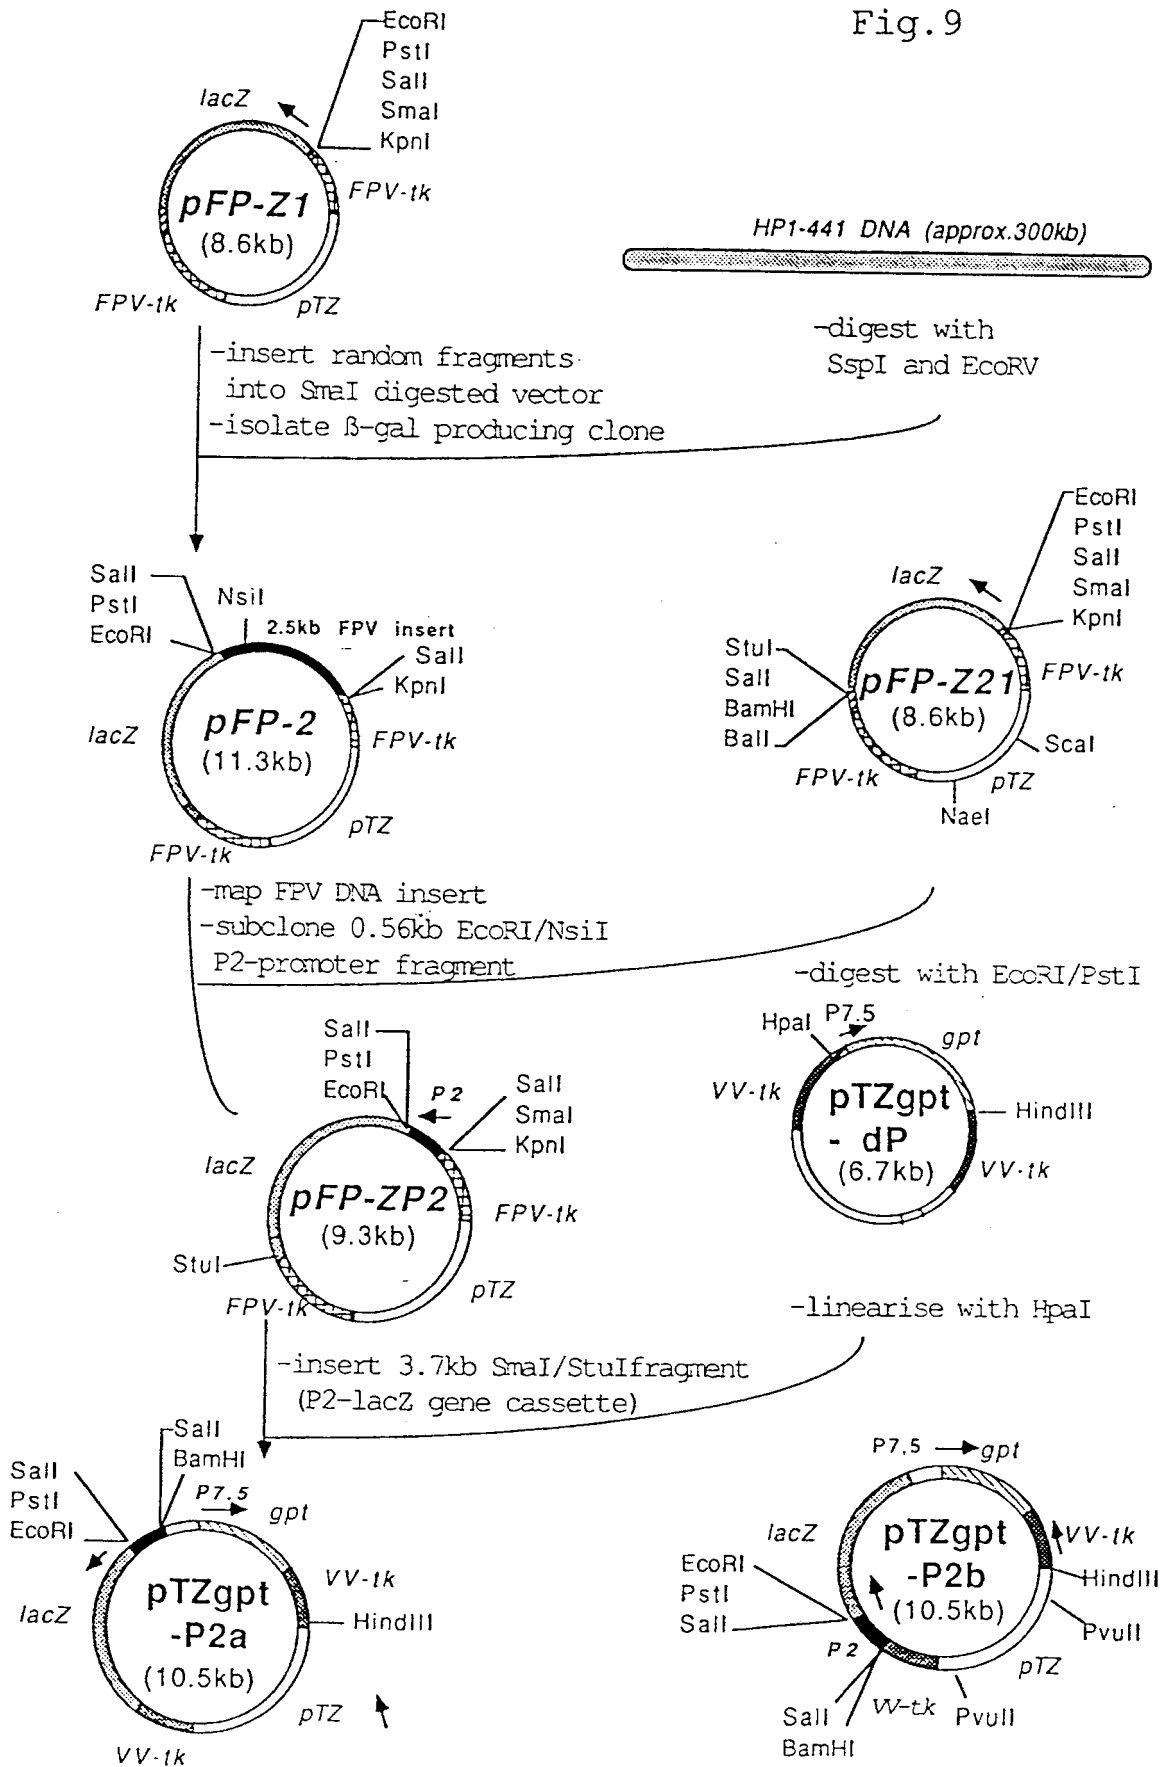 Fig.9
EcoRI
PstI
SalI
SmaI
KpnI
lacZ
FPV-tk
pFP-Z1
(8.6kb)
FPV-tk
pTZ
HP1-441 DNA (approx.300kb)
-insert random fragments
into SmaI digested vector
-isolate ß-gal producing clone
-digest with
SspI and EcoRV
SalI
PstI
EcoRI
NsiI
2.5kb FPV insert
SalI
KpnI
lacZ
pFP-2
(11.3kb)
FPV-tk
pTZ
FPV-tk
EcoRI
PstI
SalI
SmaI
KpnI
lacZ
StuI
SalI
BamHI
BalI
pFP-Z21
(8.6kb)
FPV-tk
ScaI
FPV-tk
pTZ
NaeI
-map FPV DNA insert
-subclone 0.56kb EcoRI/NsiI
P2-promoter fragment
-digest with EcoRI/PstI
SalI
PstI
EcoRI
P2
SalI
SmaI
KpnI
lacZ
pFP-ZP2
(9.3kb)
FPV-tk
StuI
FPV-tk
pTZ
HpaI
P7.5
gpt
VV-tk
pTZgpt
- dP
(6.7kb)
HindIII
VV-tk
-linearise with HpaI
-insert 3.7kb SmaI/StuIfragment
(P2-lacZ gene cassette)
SalI
BamHI
SalI
PstI
EcoRI
P7.5
gpt
lacZ
pTZgpt
-P2a
(10.5kb)
VV-tk
HindIII
pTZ
VV-tk
P7,5
gpt
lacZ
pTZgpt
-P2b
(10.5kb)
VV-tk
HindIII
EcoRI
PstI
SalI
P2
PvuII
pTZ
VV-tk
PvuII
SalI
BamHI